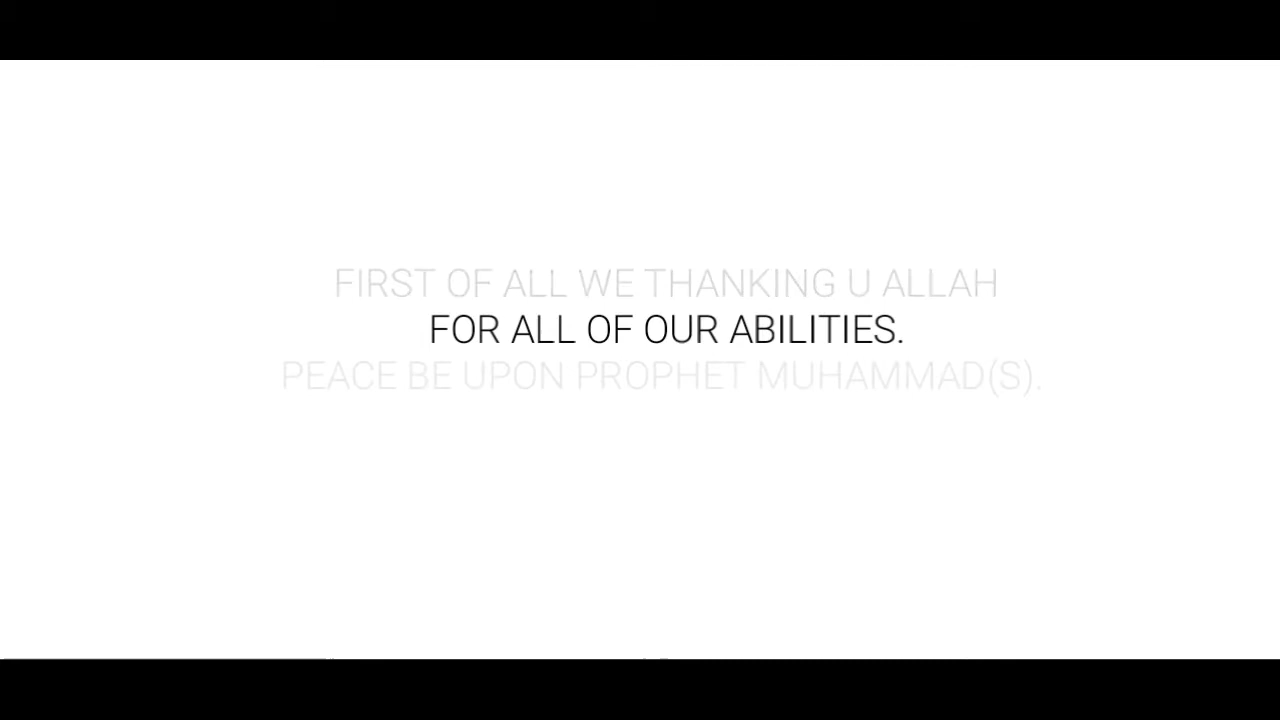 FIRST OF ALL WE THANKING U ALLAH
FOR ALL OF OUR ABILITIES.
PEACE BE UPON PROPHET MUHAMMAD(S).